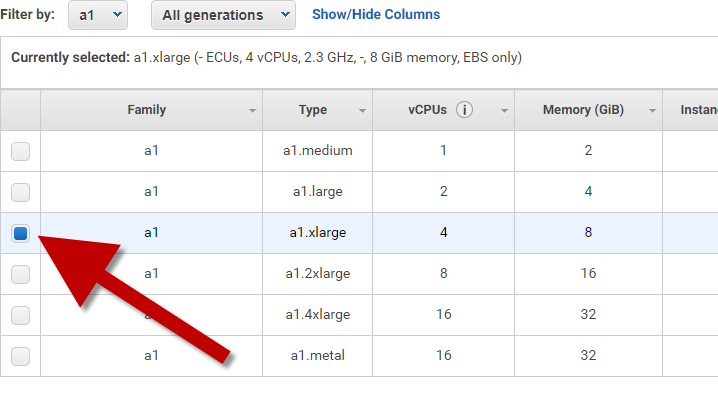 Filter by: a1 All generations Show/Hide Columns
Currently selected: a1.xlarge (- ECUs, 4 vCPUs, 2.3 GHz, -, 8 GiB memory, EBS only)
Family Type vCPUs i Memory (GiB) Instanc
a1 a1.medium 1 2
a1 a1.large 2 4
a1 a1.xlarge 4 8
a1 a1.2xlarge 8 16
a1 a1.4xlarge 16 32
a1 a1.metal 16 32